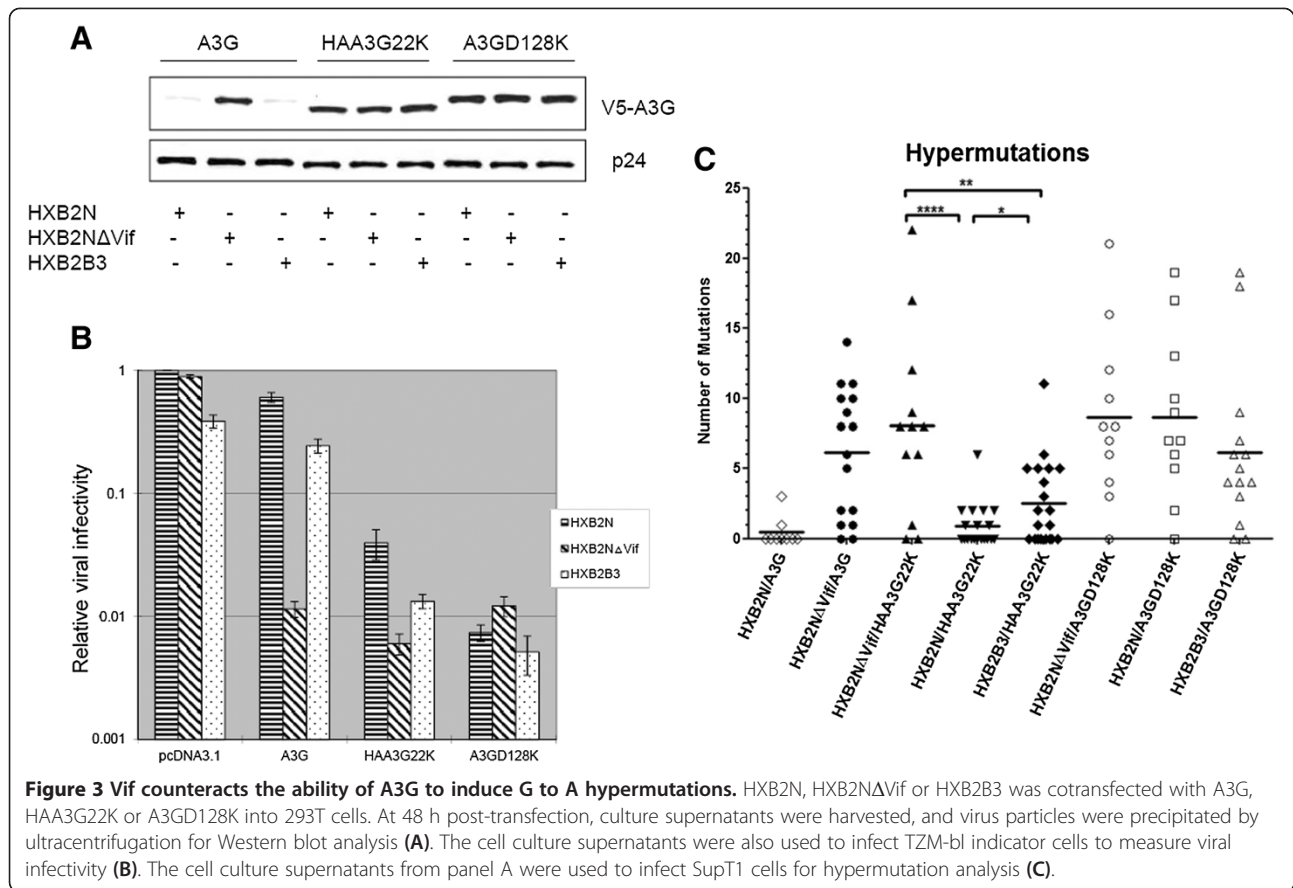 A
A3G HAA3G22K A3GD128K
V5-A3G
p24
HXB2N + - - + - - + - -
HXB2NΔVif - + - - + - - + -
HXB2B3 - - + - - + - - +
B
Relative viral infectivity
1
0.1
0.01
0.001
pcDNA3.1 A3G HAA3G22K A3GD128K
HXB2N
HXB2NΔVif
HXB2B3
C
Hypermutations
Number of Mutations
25
20
15
10
5
0
**
**** *
HXB2N/A3G
HXB2NΔVif/A3G
HXB2NΔVif/HAA3G22K
HXB2N/HAA3G22K
HXB2B3/HAA3G22K
HXB2NΔVif/A3GD128K
HXB2N/A3GD128K
HXB2B3/A3GD128K
Figure 3 Vif counteracts the ability of A3G to induce G to A hypermutations. HXB2N, HXB2NΔVif or HXB2B3 was cotransfected with A3G,
HAA3G22K or A3GD128K into 293T cells. At 48 h post-transfection, culture supernatants were harvested, and virus particles were precipitated by
ultracentrifugation for Western blot analysis (A). The cell culture supernatants were also used to infect TZM-bl indicator cells to measure viral
infectivity (B). The cell culture supernatants from panel A were used to infect SupT1 cells for hypermutation analysis (C).